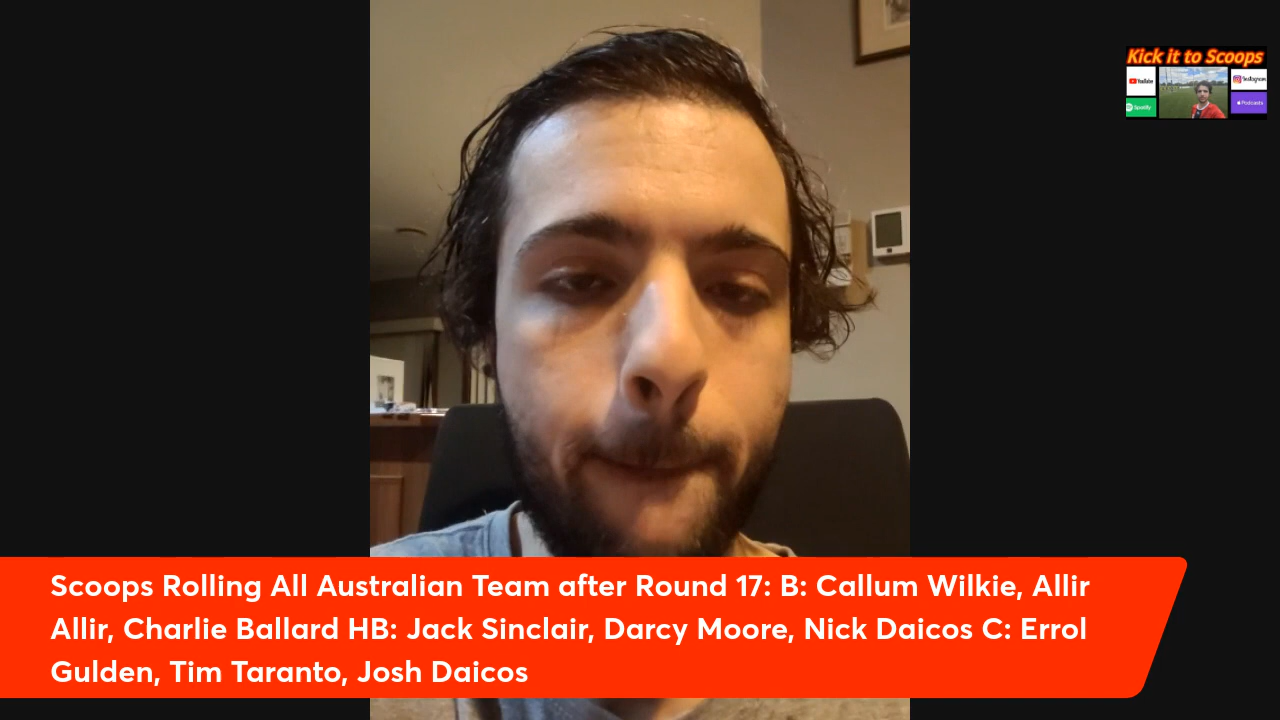 Kick it to Scoops
YouTube
Instagram
Spotify
Podcasts
Scoops Rolling All Australian Team after Round 17: B: Callum Wilkie, Allir
Allir, Charlie Ballard HB: Jack Sinclair, Darcy Moore, Nick Daicos C: Errol
Gulden, Tim Taranto, Josh Daicos